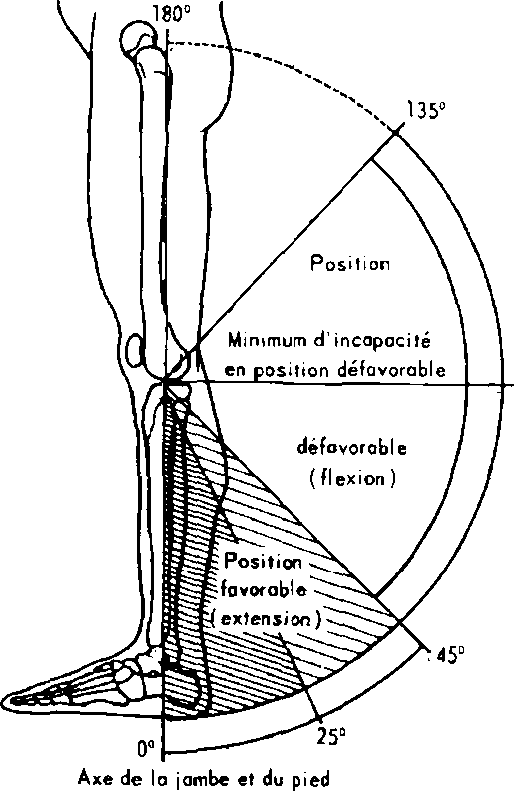 180°
135°
Position
Minimum d'incapacité
en position défavorable
défavorable
(flexion)
Position
favorable
(extension)
45°
25°
0°
Axe de la jambe et du pied